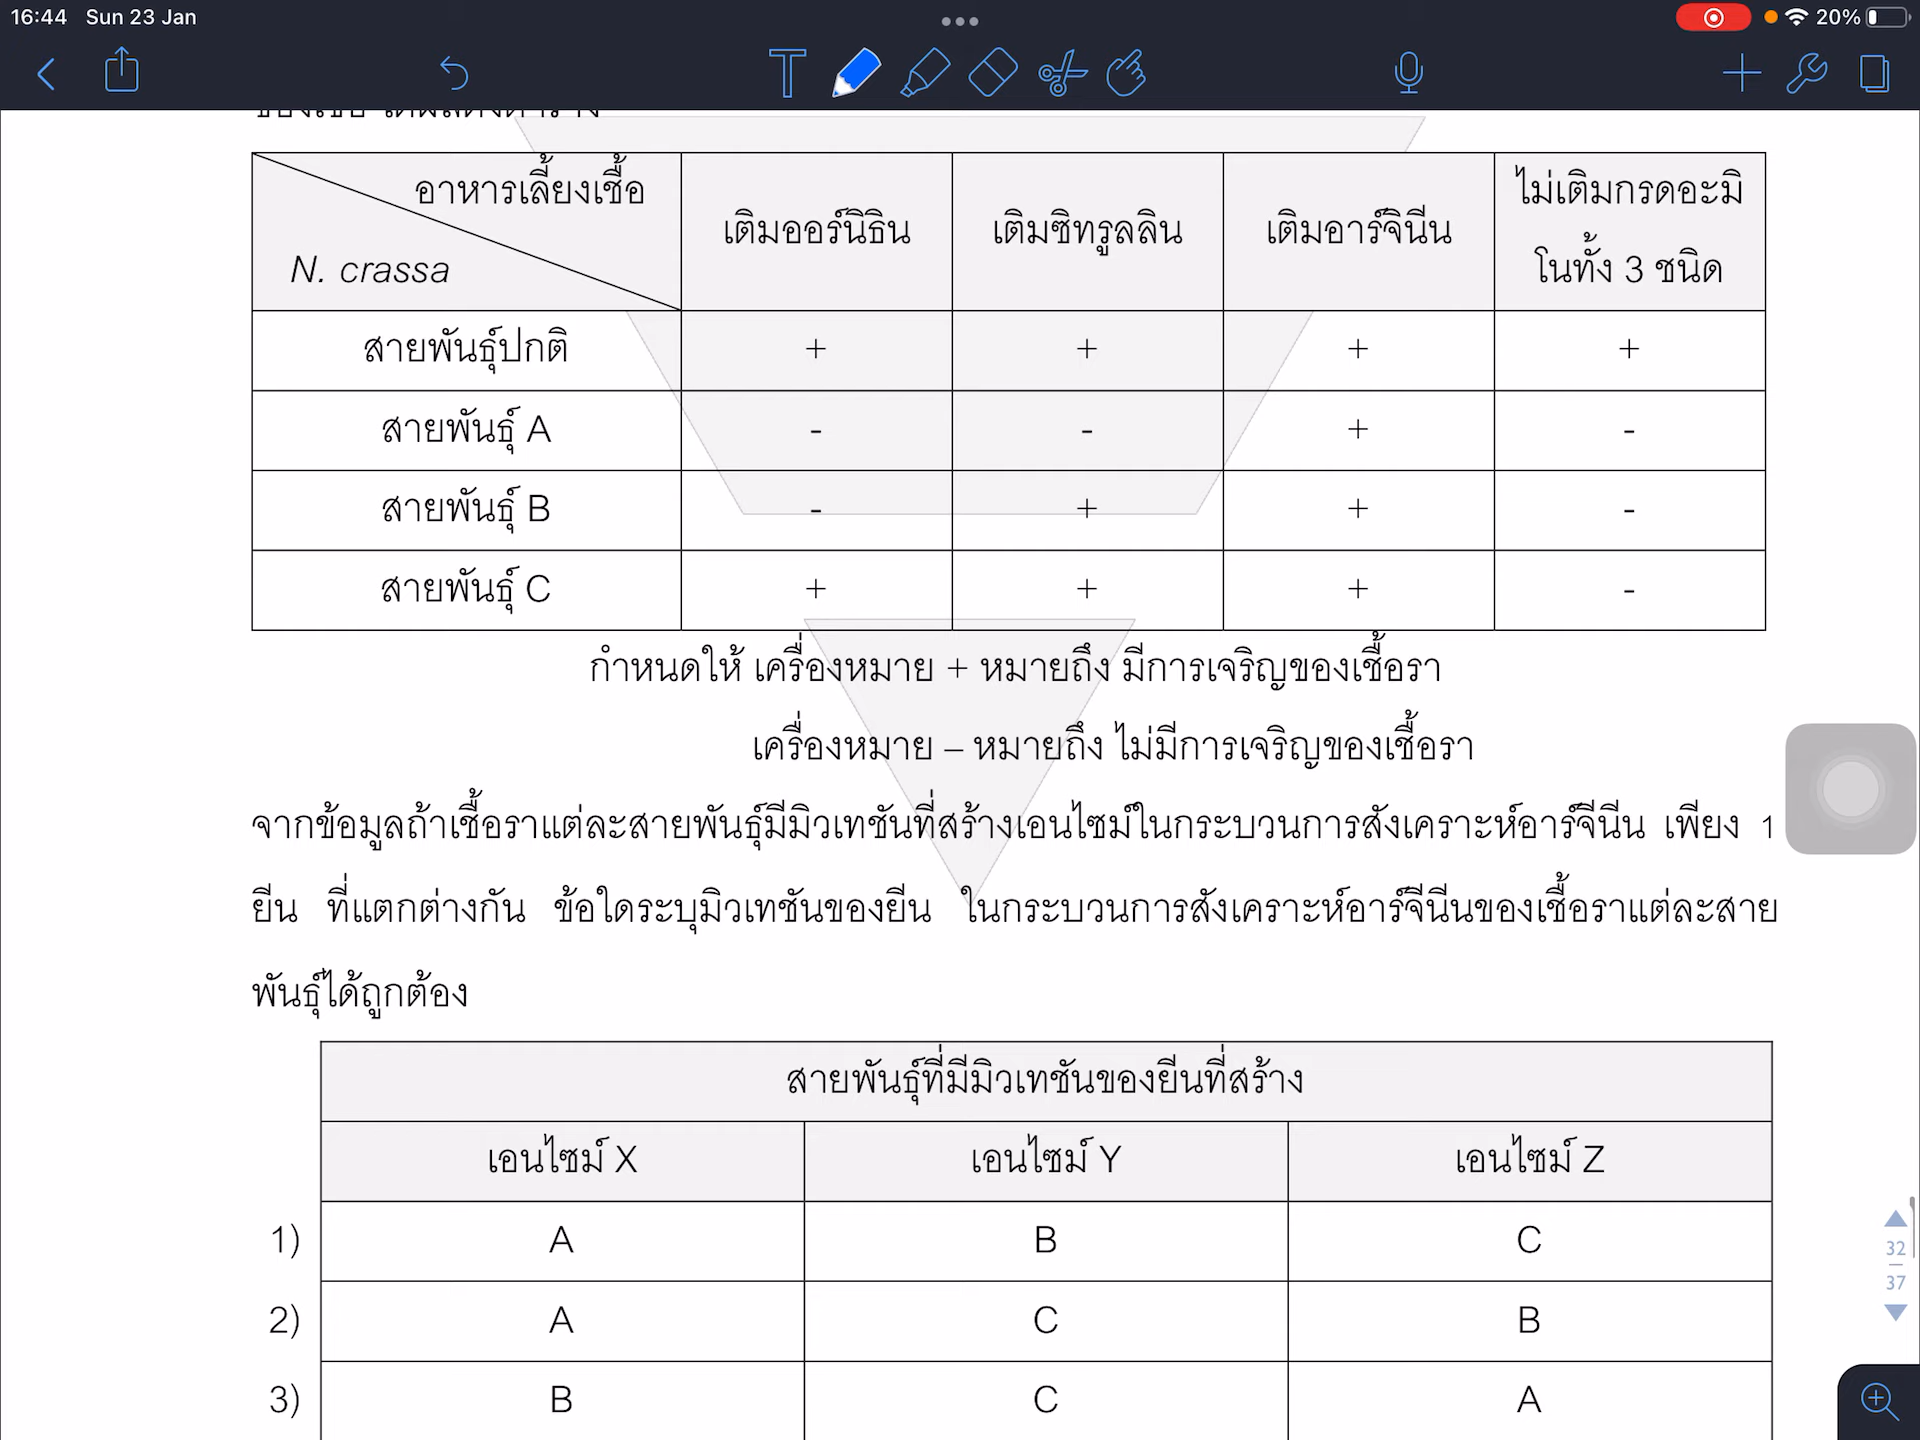 16:44 Sun 23 Jan
20%
อาหารเลี้ยงเชื้อ
N. crassa
เติมออร์นิธิน
เติมซิทรูลลิน
เติมอาร์จินีน
ไม่เติมกรดอะมิ
โนทั้ง 3 ชนิด
สายพันธุ์ปกติ + + + +
สายพันธุ์ A - - + -
สายพันธุ์ B - + + -
สายพันธุ์ C + + + -
กำหนดให้ เครื่องหมาย + หมายถึง มีการเจริญของเชื้อรา
เครื่องหมาย – หมายถึง ไม่มีการเจริญของเชื้อรา
จากข้อมูลถ้าเชื้อราแต่ละสายพันธุ์มีมิวเทชันที่สร้างเอนไซม์ในกระบวนการสังเคราะห์อาร์จีนีน เพียง 1
ยีน ที่แตกต่างกัน ข้อใดระบุมิวเทชันของยีน ในกระบวนการสังเคราะห์อาร์จีนีนของเชื้อราแต่ละสาย
พันธุ์ได้ถูกต้อง
สายพันธุ์ที่มีมิวเทชันของยีนที่สร้าง
เอนไซม์ X เอนไซม์ Y เอนไซม์ Z
1) A B C
2) A C B
3) B C A
32
37